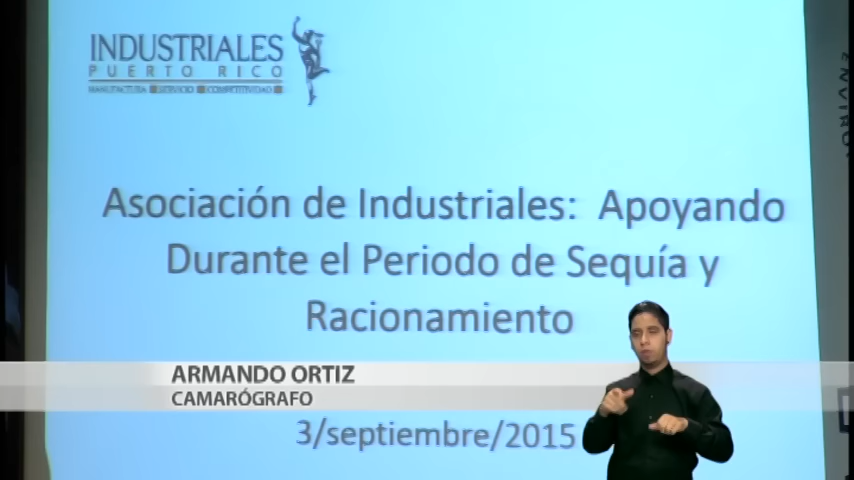 INDUSTRIALES
PUERTO RICO
MANUFACTURA SERVICIO COMPETITIVIDAD
Asociación de Industriales: Apoyando
Durante el Periodo de Sequía y
Racionamiento
ARMANDO ORTIZ
CAMARÓGRAFO
3/septiembre/2015